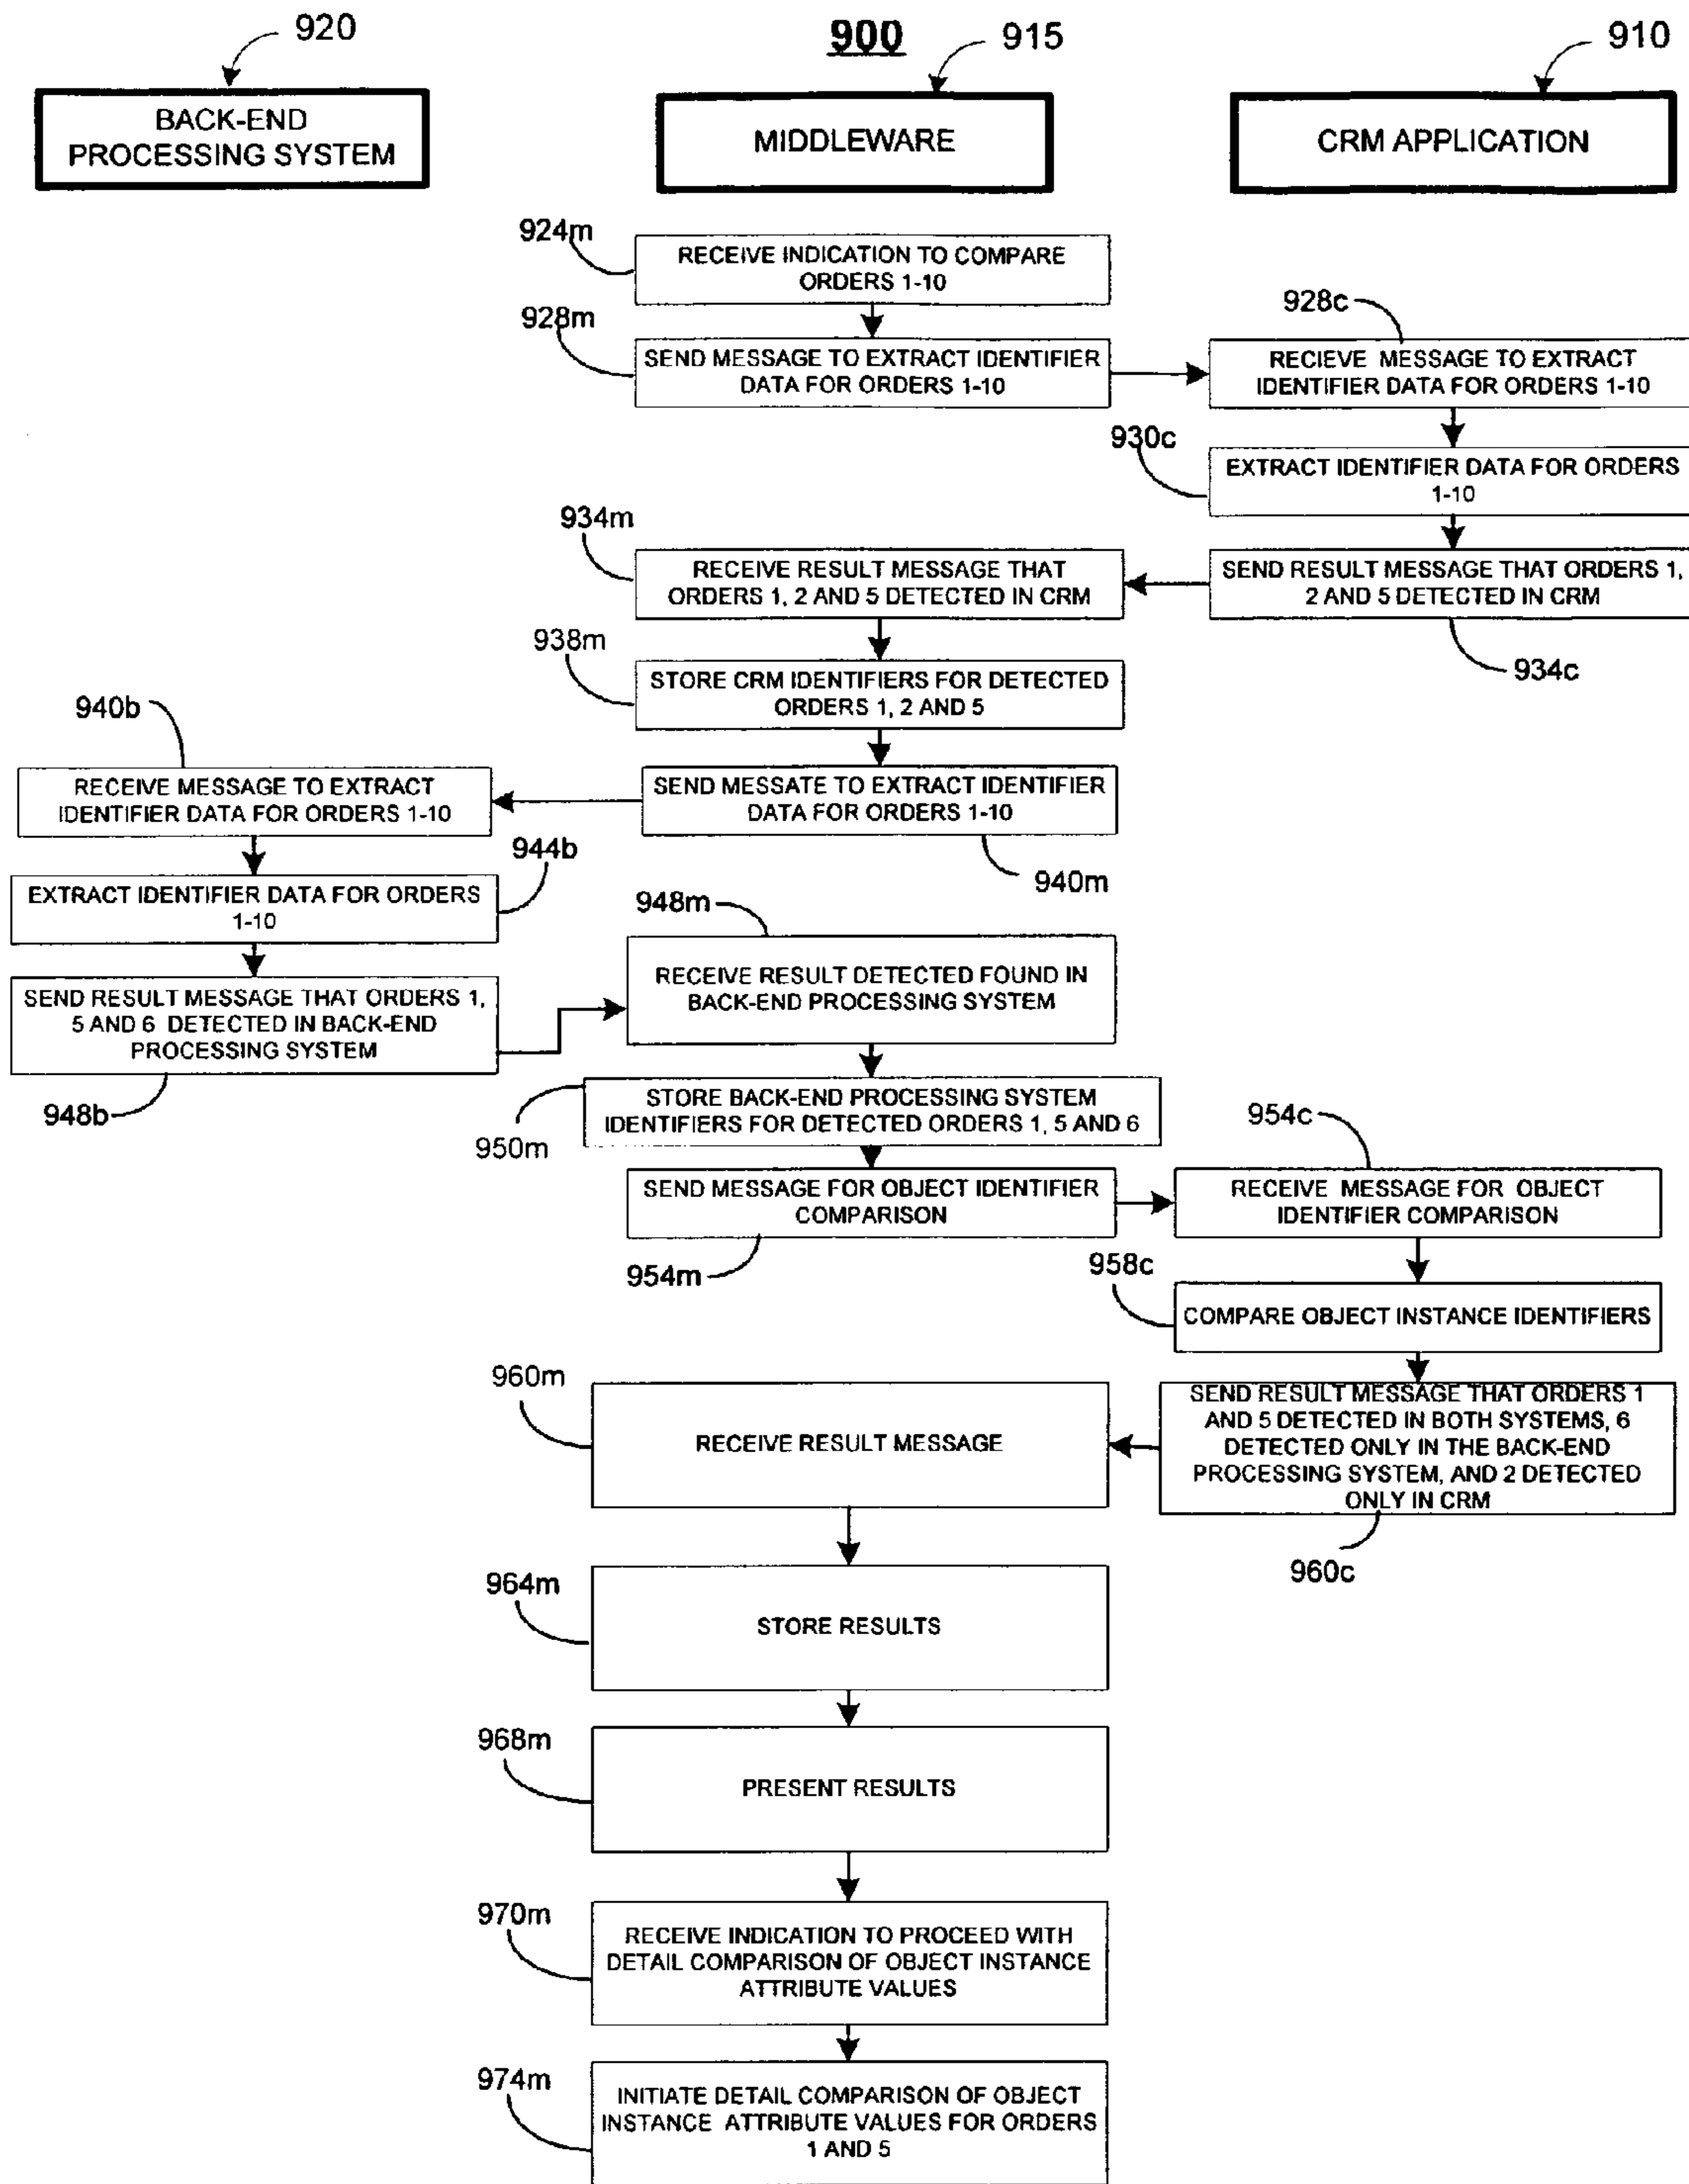 920
900
915
910
BACK-END
PROCESSING SYSTEM
MIDDLEWARE
CRM APPLICATION
924m
RECEIVE INDICATION TO COMPARE
ORDERS 1-10
928m
SEND MESSAGE TO EXTRACT IDENTIFIER
DATA FOR ORDERS 1-10
928c
RECIEVE MESSAGE TO EXTRACT
IDENTIFIER DATA FOR ORDERS 1-10
930c
EXTRACT IDENTIFIER DATA FOR ORDERS
1-10
934m
RECEIVE RESULT MESSAGE THAT
ORDERS 1, 2 AND 5 DETECTED IN CRM
SEND RESULT MESSAGE THAT ORDERS 1,
2 AND 5 DETECTED IN CRM
934c
938m
STORE CRM IDENTIFIERS FOR DETECTED
ORDERS 1, 2 AND 5
940b
RECEIVE MESSAGE TO EXTRACT
IDENTIFIER DATA FOR ORDERS 1-10
SEND MESSATE TO EXTRACT IDENTIFIER
DATA FOR ORDERS 1-10
940m
944b
EXTRACT IDENTIFIER DATA FOR ORDERS
1-10
948m
RECEIVE RESULT DETECTED FOUND IN
BACK-END PROCESSING SYSTEM
SEND RESULT MESSAGE THAT ORDERS 1,
5 AND 6 DETECTED IN BACK-END
PROCESSING SYSTEM
948b
950m
STORE BACK-END PROCESSING SYSTEM
IDENTIFIERS FOR DETECTED ORDERS 1, 5 AND 6
954c
SEND MESSAGE FOR OBJECT IDENTIFIER
COMPARISON
954m
RECEIVE MESSAGE FOR OBJECT
IDENTIFIER COMPARISON
958c
COMPARE OBJECT INSTANCE IDENTIFIERS
960m
RECEIVE RESULT MESSAGE
SEND RESULT MESSAGE THAT ORDERS 1
AND 5 DETECTED IN BOTH SYSTEMS, 6
DETECTED ONLY IN THE BACK-END
PROCESSING SYSTEM, AND 2 DETECTED
ONLY IN CRM
960c
964m
STORE RESULTS
968m
PRESENT RESULTS
970m
RECEIVE INDICATION TO PROCEED WITH
DETAIL COMPARISON OF OBJECT INSTANCE
ATTRIBUTE VALUES
974m
INITIATE DETAIL COMPARISON OF OBJECT
INSTANCE ATTRIBUTE VALUES FOR ORDERS
1 AND 5